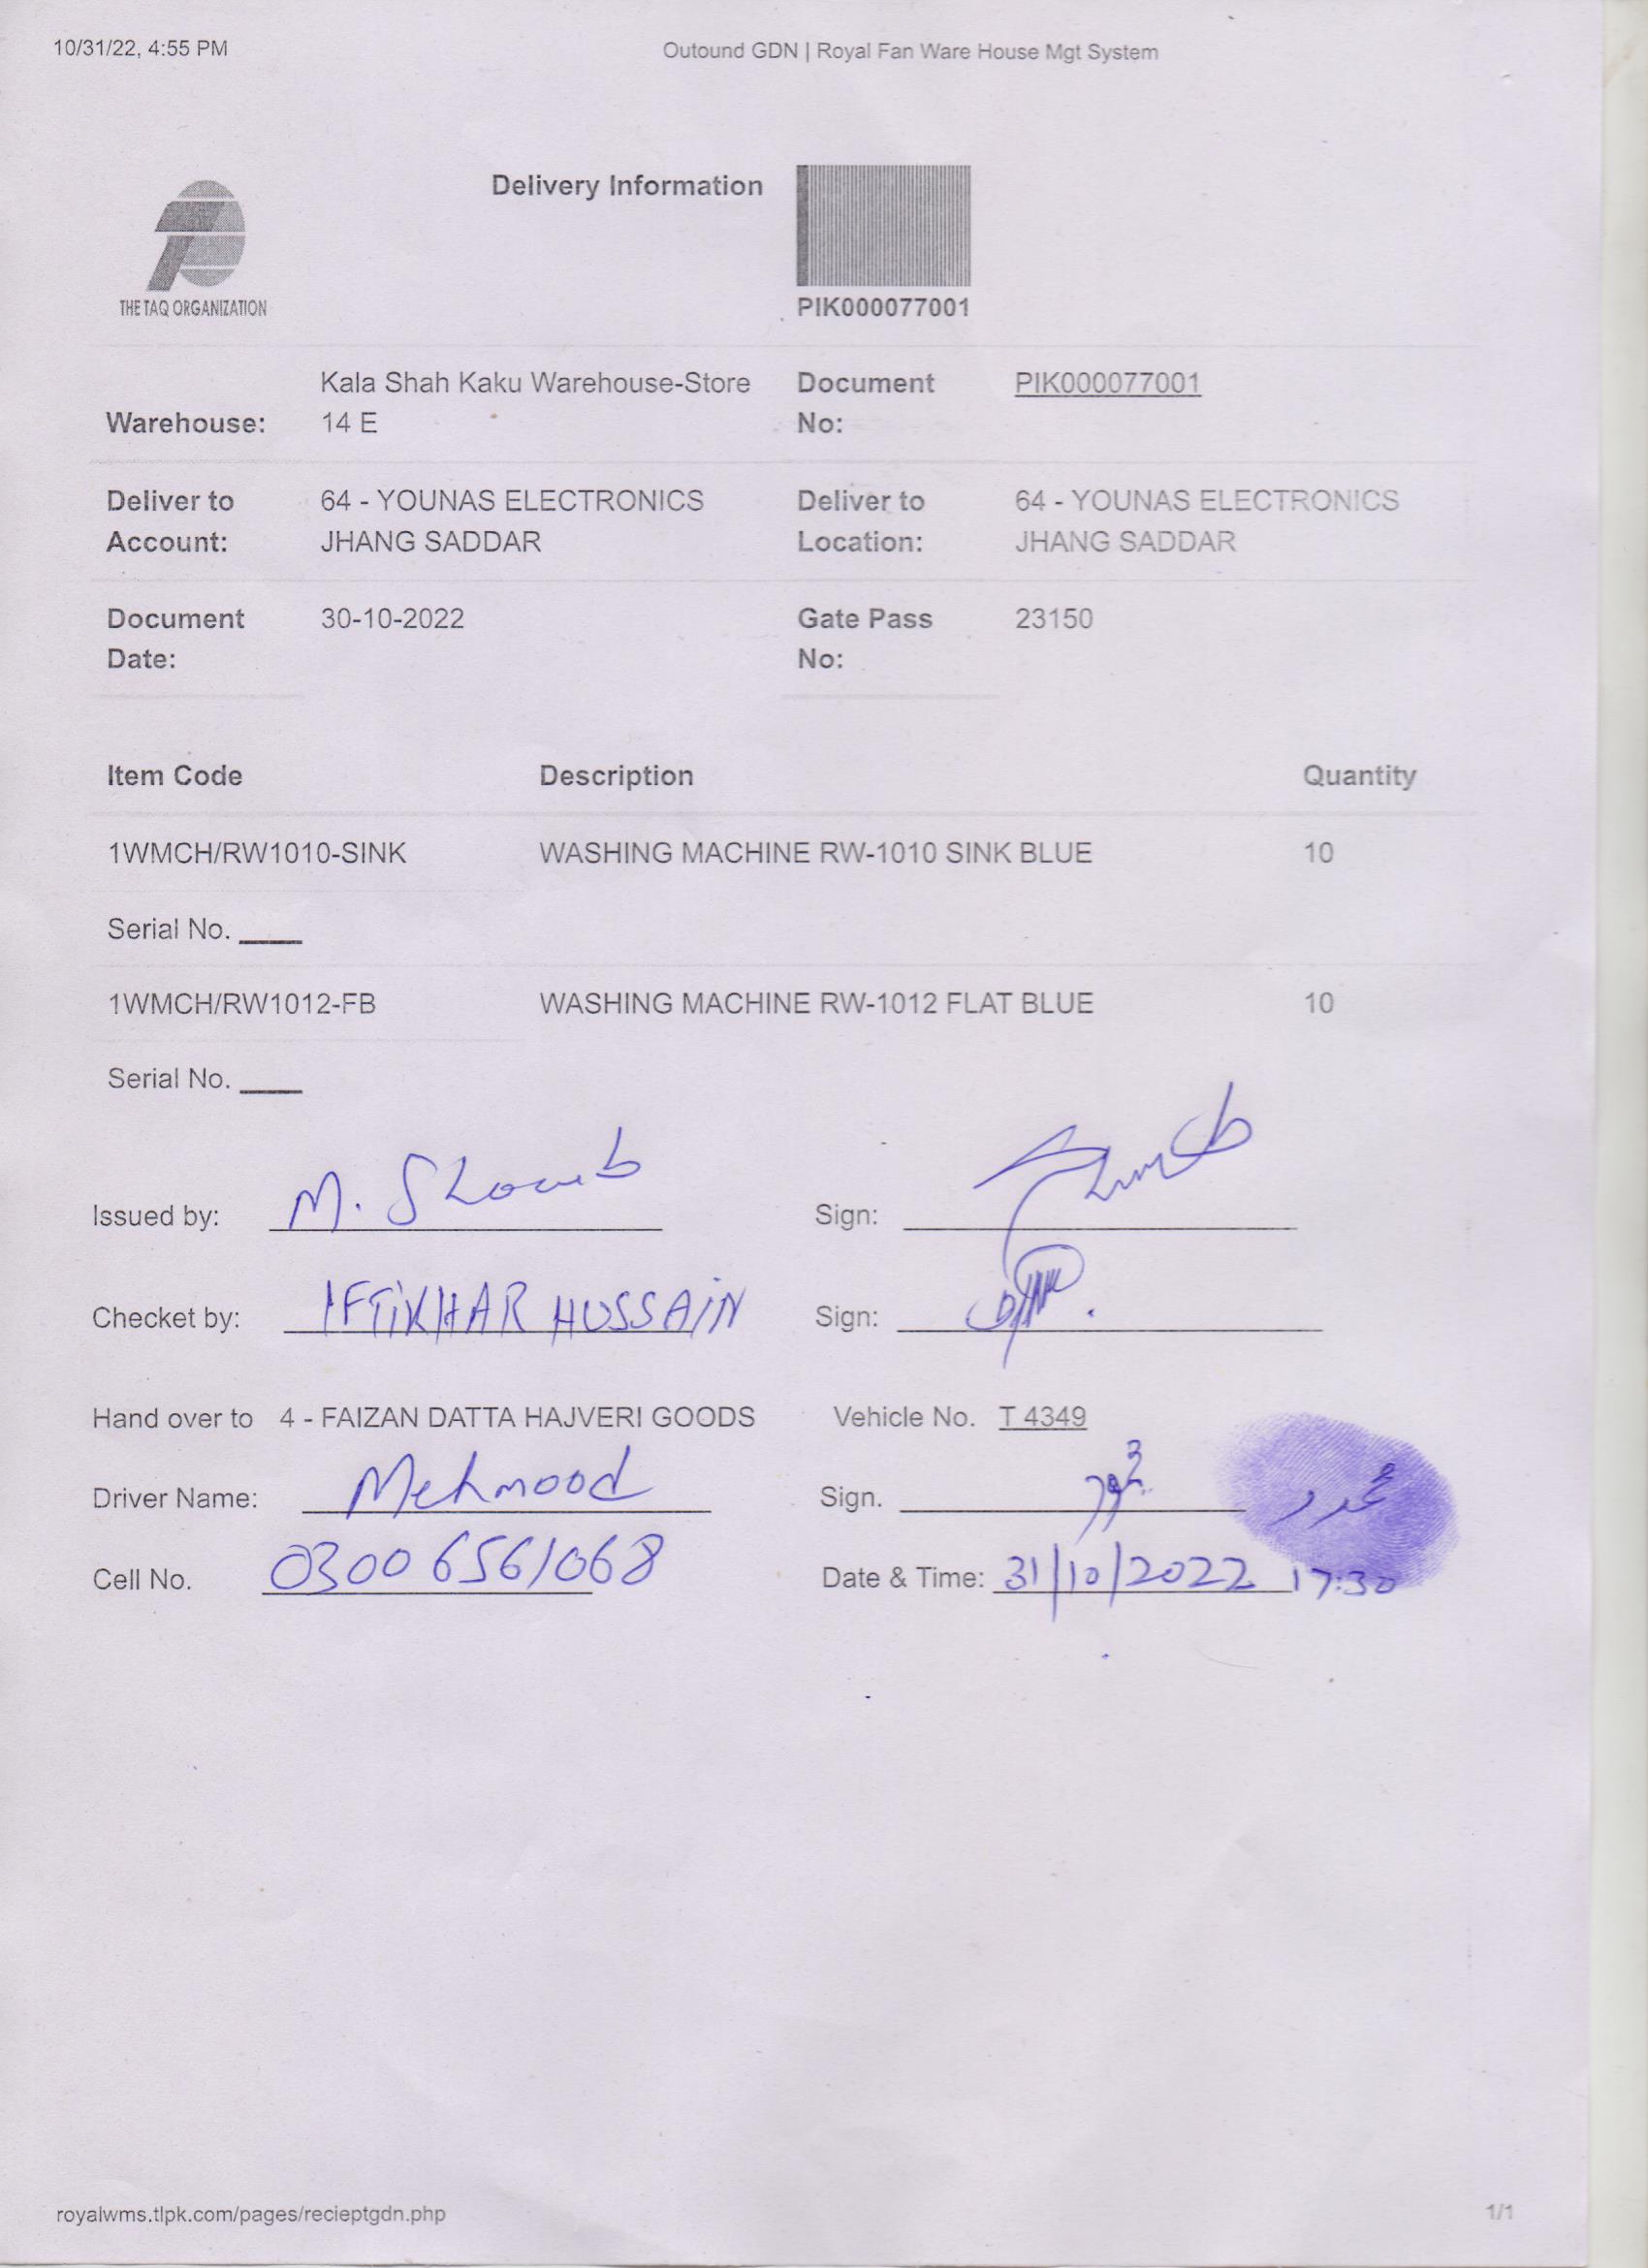 10/31/22, 4:55 PM
Outound GDN | Royal Fan Ware House Mgt System
Delivery Information
THE TAQ ORGANIZATION
PIK000077001
Kala Shah Kaku Warehouse-Store Document PIK000077001
Warehouse: 14 E No:
Deliver to 64 - YOUNAS ELECTRONICS Deliver to 64 - YOUNAS ELECTRONICS
Account: JHANG SADDAR Location: JHANG SADDAR
Document 30-10-2022 Gate Pass 23150
Date: No:
Item Code Description Quantity
1WMCH/RW1010-SINK WASHING MACHINE RW-1010 SINK BLUE 10
Serial No. ____
1WMCH/RW1012-FB WASHING MACHINE RW-1012 FLAT BLUE 10
Serial No. ____
Issued by: M. Shoaib Sign:
Checket by: IFTIKHAR HUSSAIN Sign:
Hand over to 4 - FAIZAN DATTA HAJVERI GOODS Vehicle No. T 4349
Driver Name: Mehmood Sign. محمود
Cell No. 0300 6561068 Date & Time: 31/10/2022 17:30
royalwms.tlpk.com/pages/recieptgdn.php 1/1